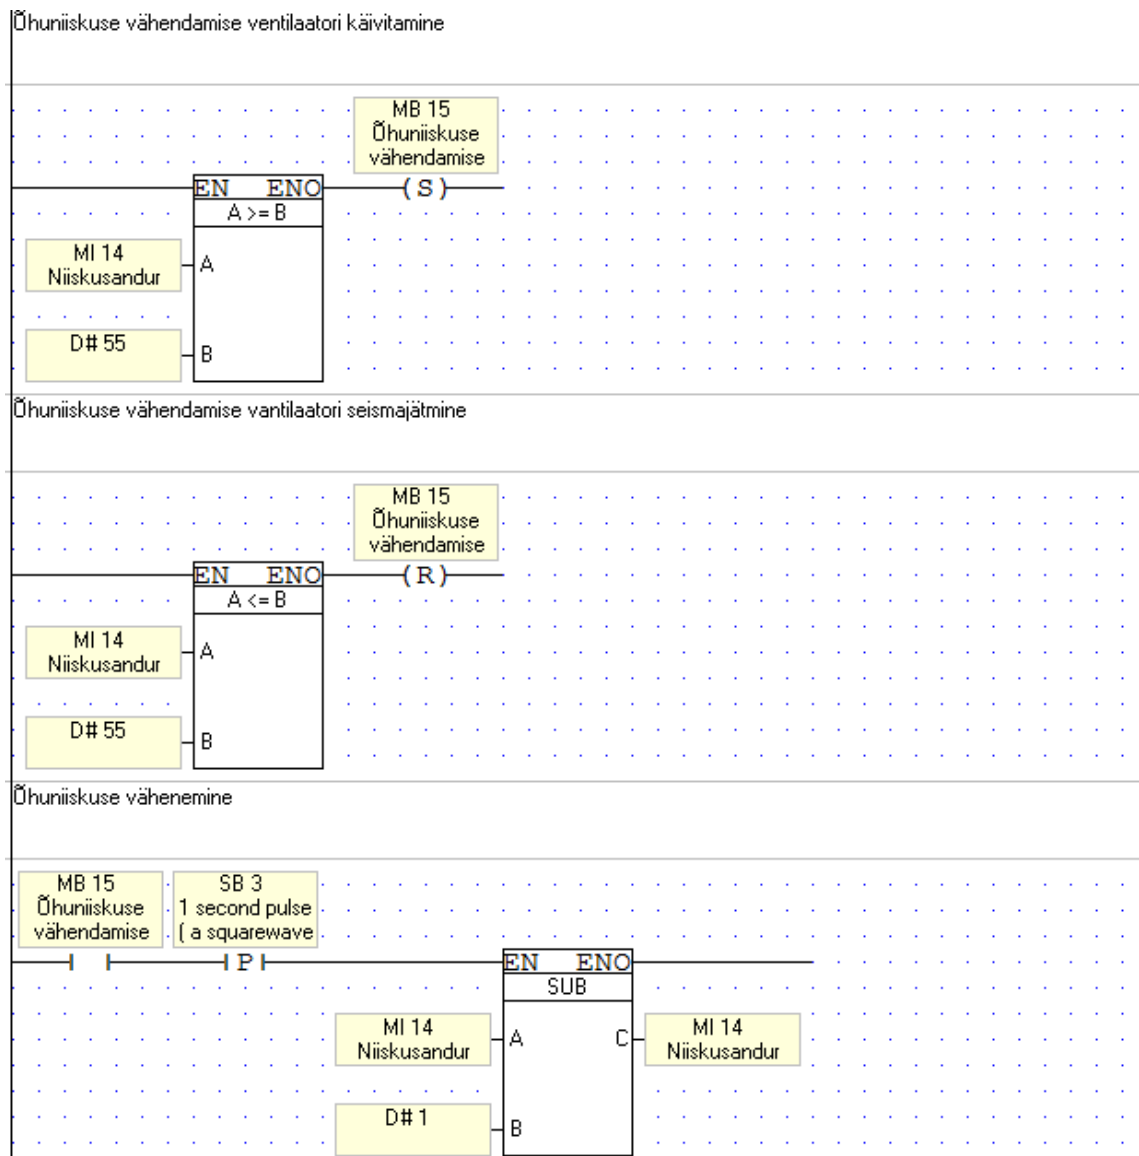 Õhuniiskuse vähendamise ventilaatori käivitamine
MB 15
Õhuniiskuse
vähendamise
EN ENO
( S )
A >= B
MI 14
Niiskusandur
A
D# 55
B
Õhuniiskuse vähendamise vantilaatori seismajätmine
MB 15
Õhuniiskuse
vähendamise
EN ENO
( R )
A <= B
MI 14
Niiskusandur
A
D# 55
B
Õhuniiskuse vähenemine
MB 15
Õhuniiskuse
vähendamise
SB 3
1 second pulse
( a squarewave
P
EN ENO
SUB
MI 14
Niiskusandur
A
C
MI 14
Niiskusandur
D# 1
B